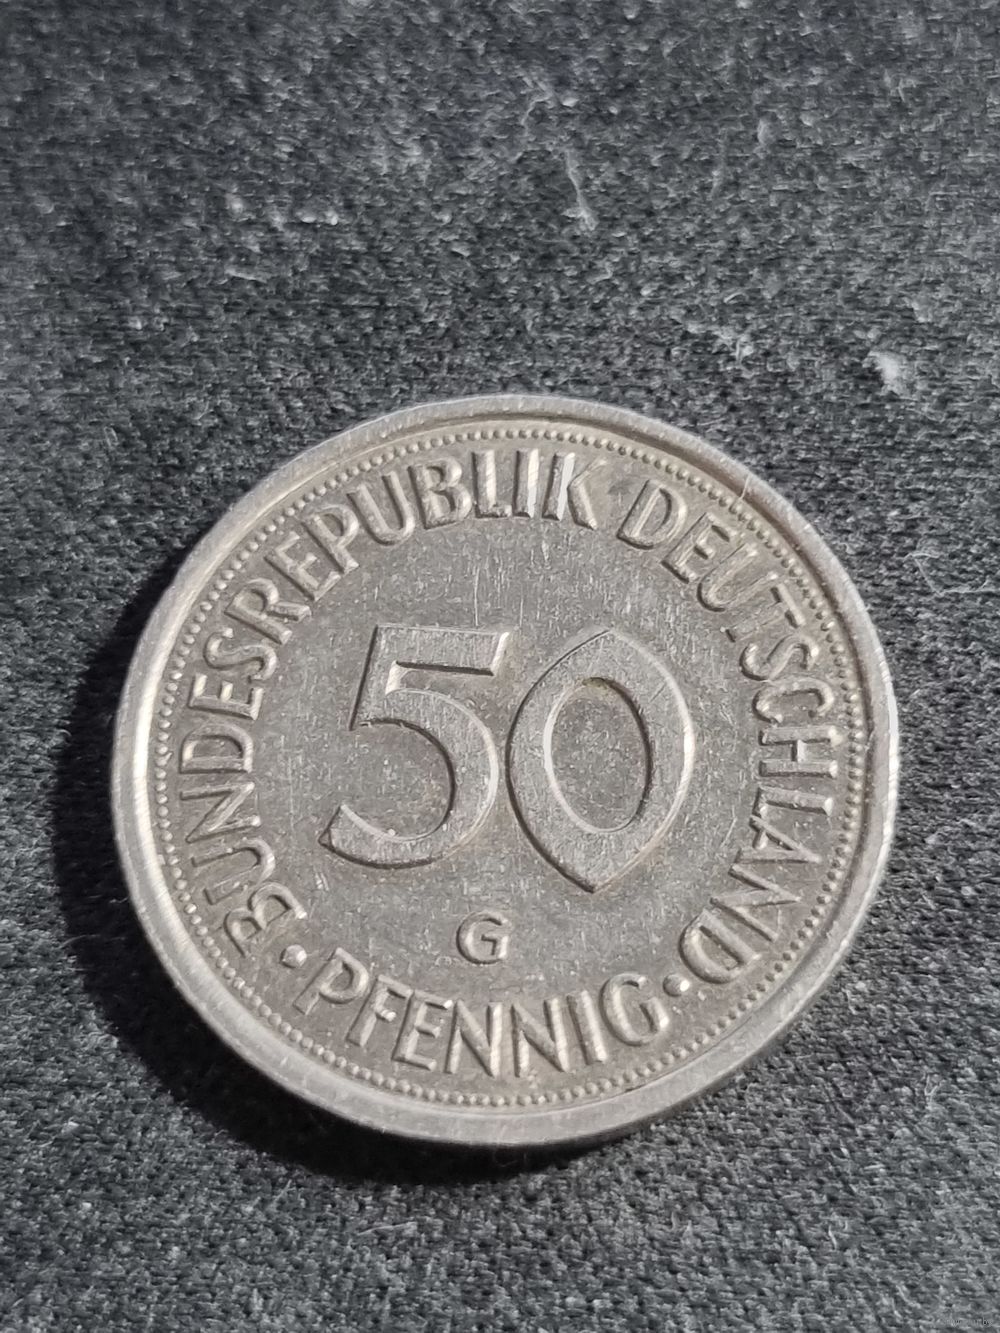 BUNDESREPUBLIK DEUTSCHLAND
50
G
PFENNIG